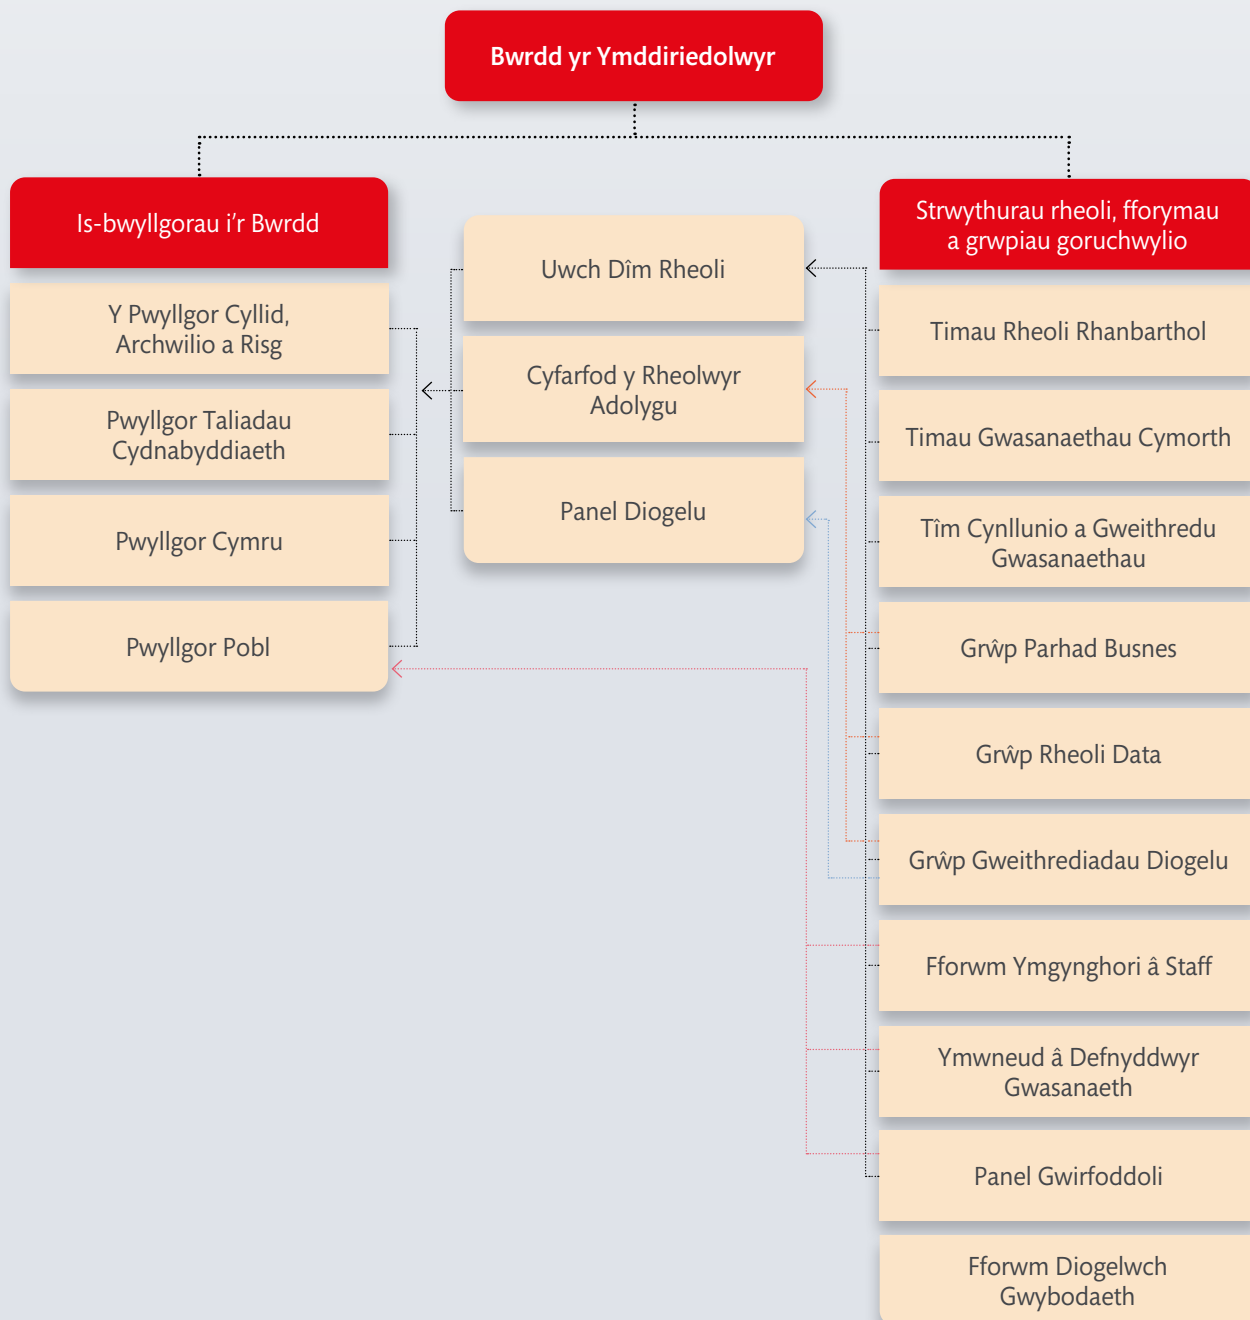 Bwrdd yr Ymddiriedolwyr
Is-bwyllgorau i’r Bwrdd
Y Pwyllgor Cyllid,
Archwilio a Risg
Pwyllgor Taliadau
Cydnabyddiaeth
Pwyllgor Cymru
Pwyllgor Pobl
Uwch Dîm Rheoli
Cyfarfod y Rheolwyr
Adolygu
Panel Diogelu
Strwythurau rheoli, fforymau
a grwpiau goruchwylio
Timau Rheoli Rhanbarthol
Timau Gwasanaethau Cymorth
Tîm Cynllunio a Gweithredu
Gwasanaethau
Grŵp Parhad Busnes
Grŵp Rheoli Data
Grŵp Gweithrediadau Diogelu
Fforwm Ymgynghori â Staff
Ymwneud â Defnyddwyr
Gwasanaeth
Panel Gwirfoddoli
Fforwm Diogelwch
Gwybodaeth